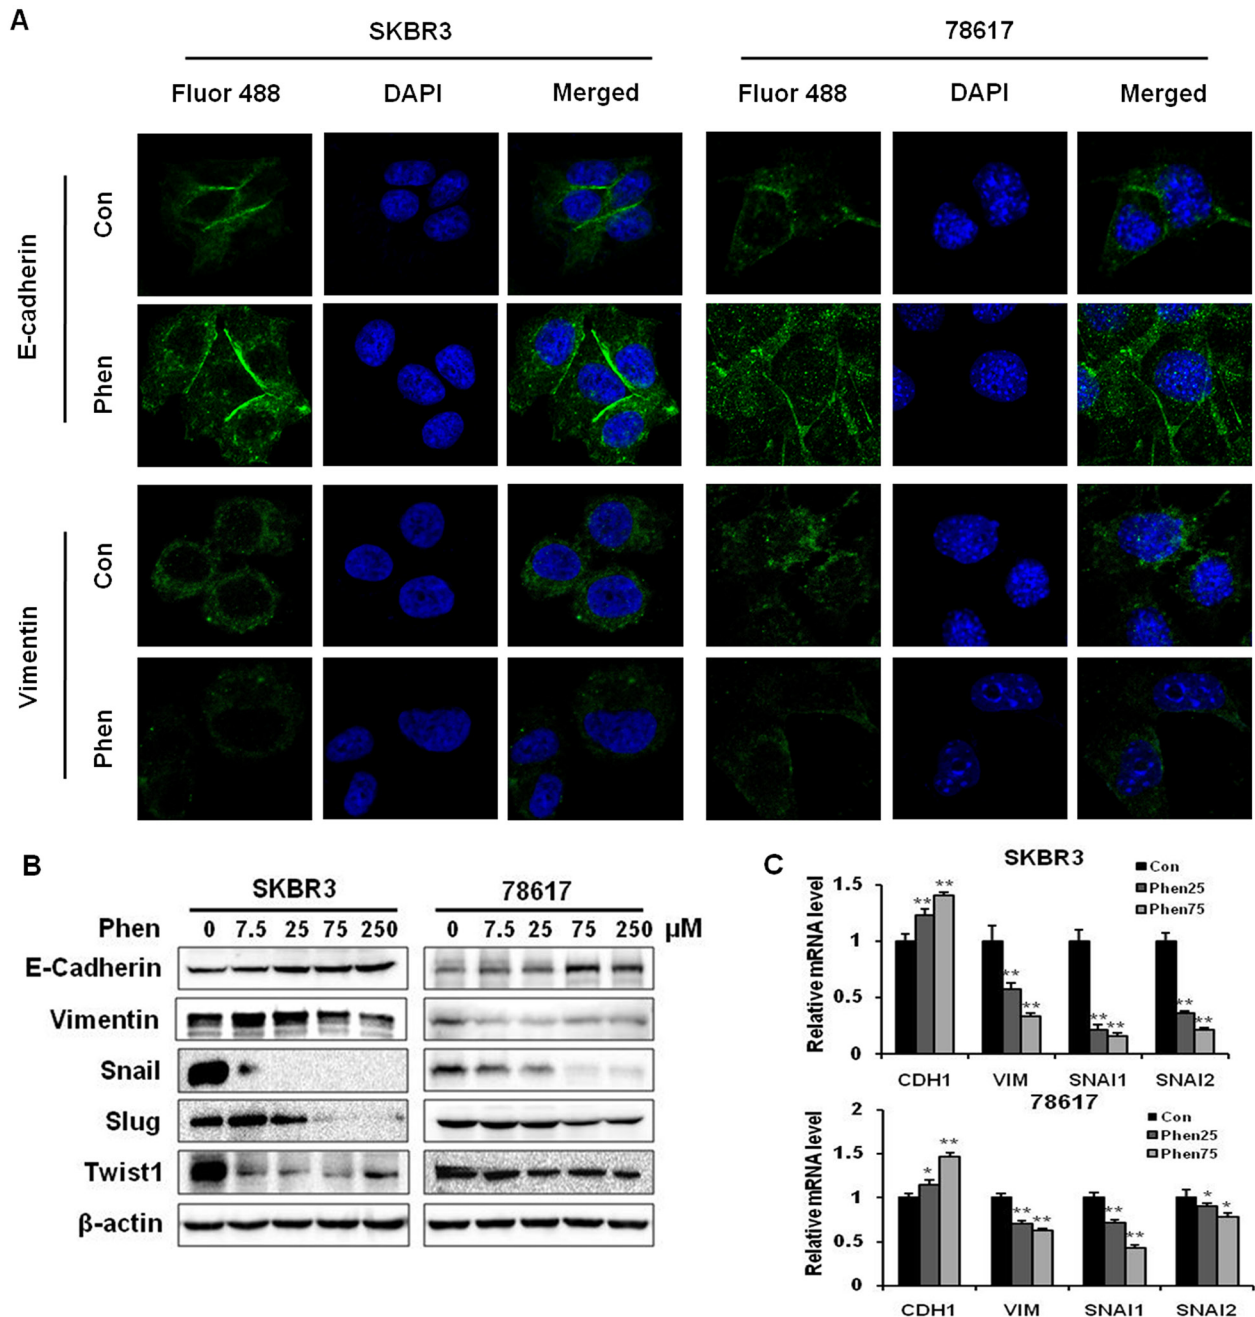 A
SKBR3 78617
Fluor 488 DAPI Merged Fluor 488 DAPI Merged
E-cadherin
Con
Phen
Vimentin
Con
Phen
B
SKBR3 78617
Phen 0 7.5 25 75 250 0 7.5 25 75 250 μM
E-Cadherin
Vimentin
Snail
Slug
Twist1
β-actin
C
SKBR3
Con
Phen25
Phen75
Relative mRNA level
1.5
1
0.5
0
** **
** **
** **
** **
CDH1 VIM SNAI1 SNAI2
78617
Con
Phen25
Phen75
Relative mRNA level
2
1.5
1
0.5
0
* **
** **
** **
* *
CDH1 VIM SNAI1 SNAI2